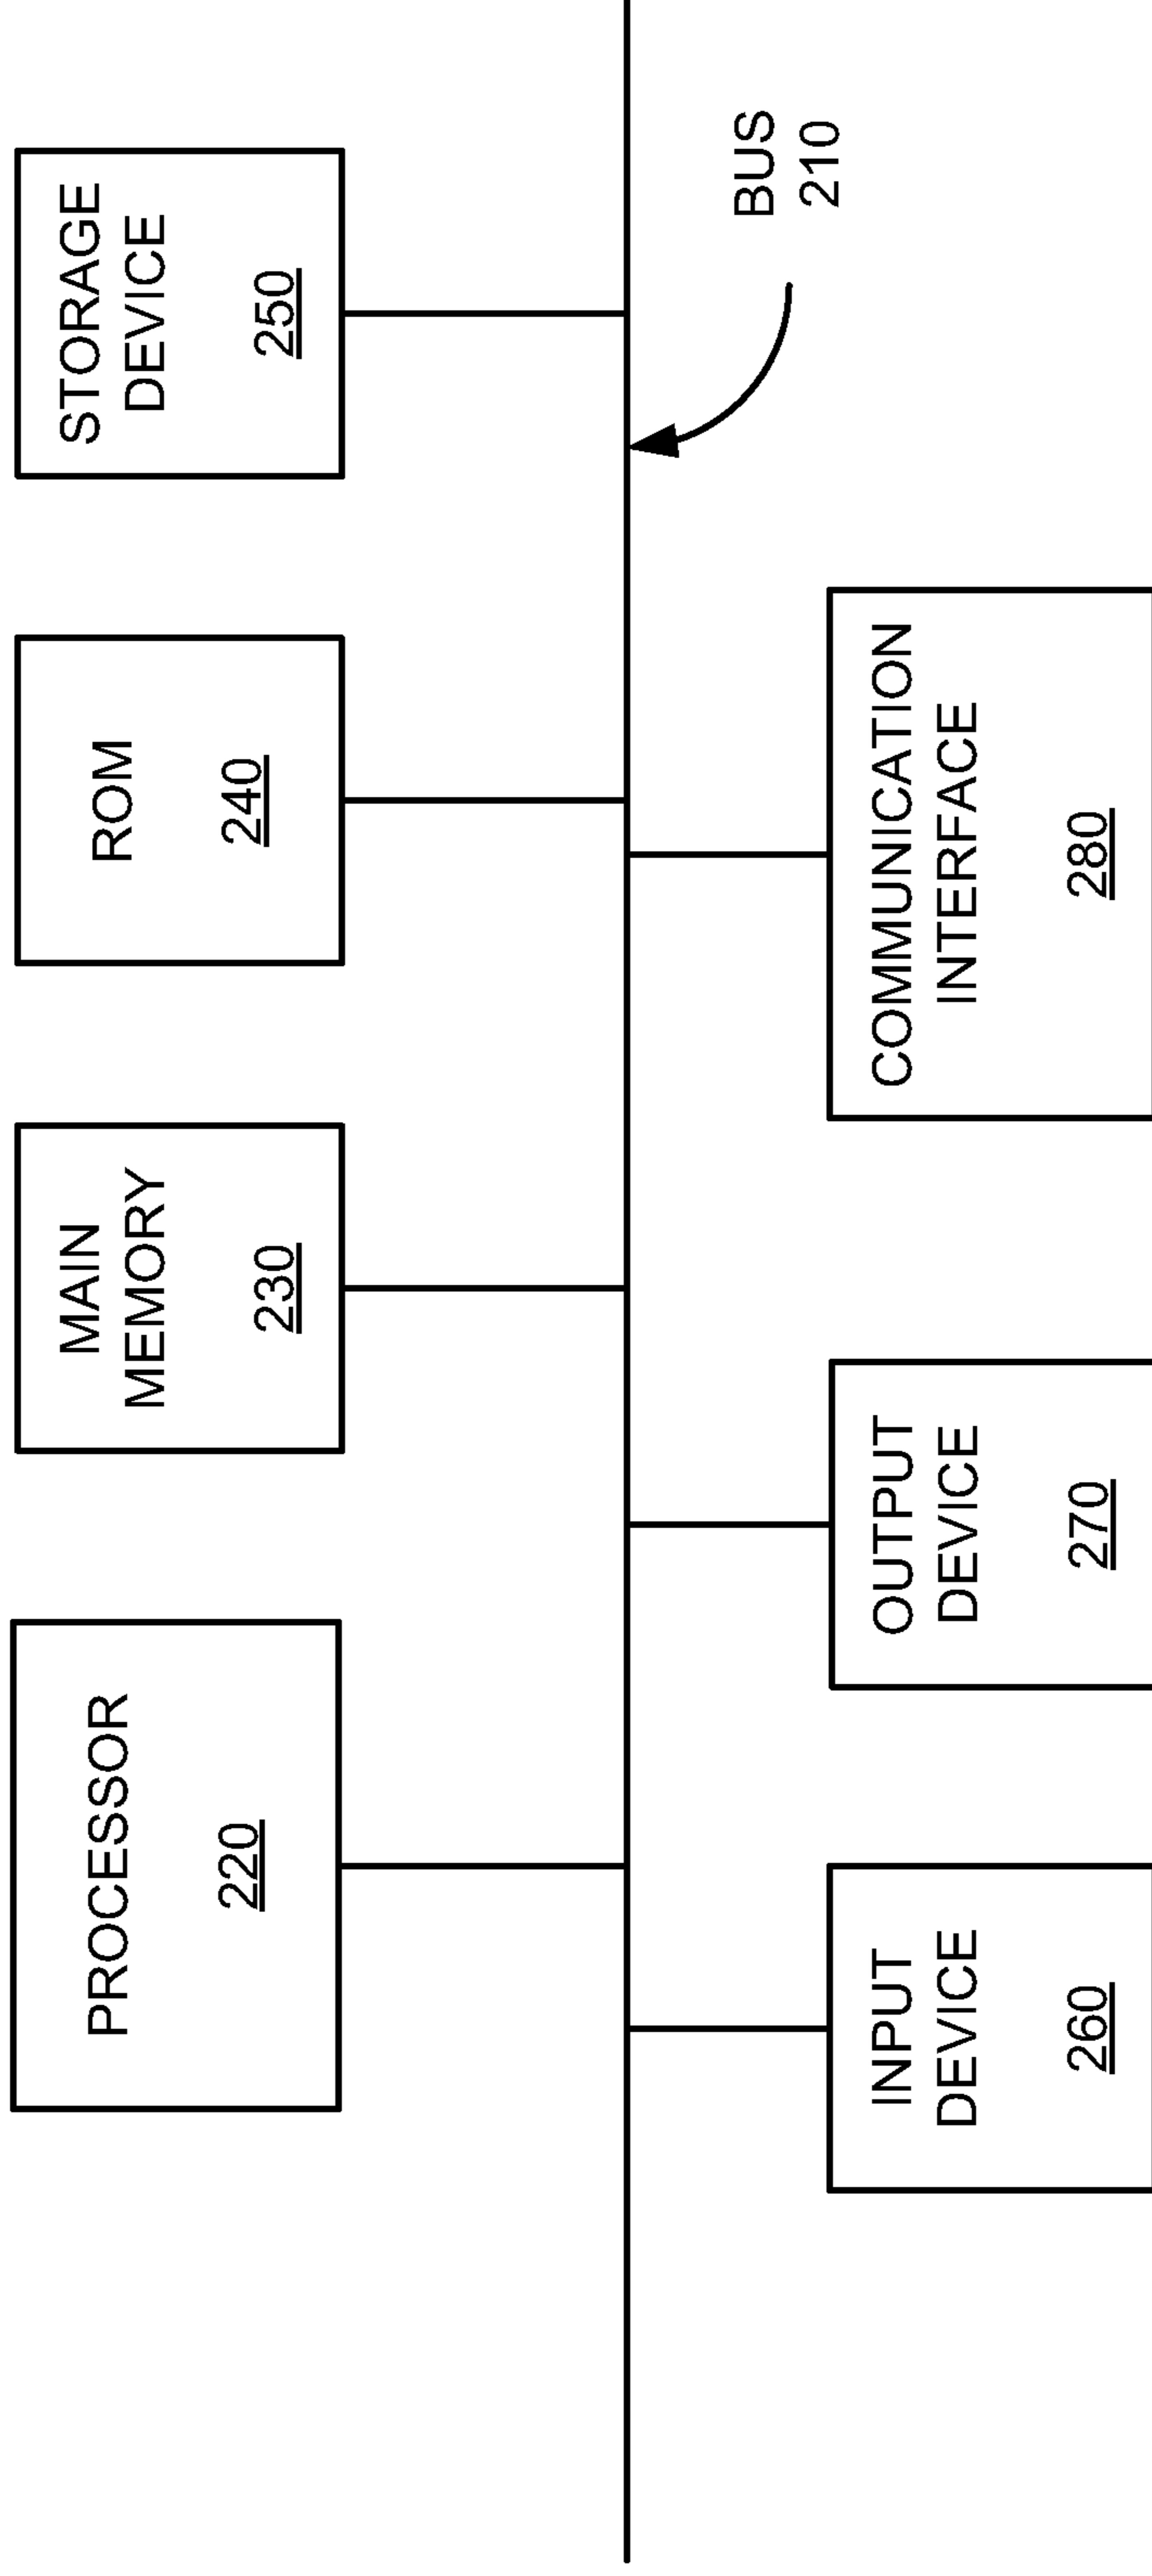 PROCESSOR
220
MAIN
MEMORY
230
ROM
240
STORAGE
DEVICE
250
BUS
210
INPUT
DEVICE
260
OUTPUT
DEVICE
270
COMMUNICATION
INTERFACE
280